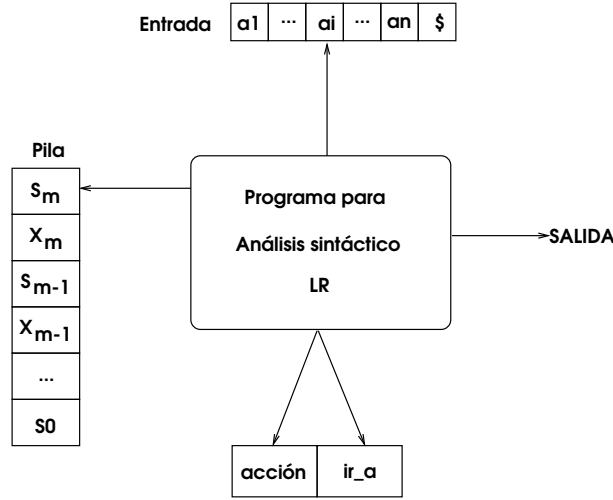 Entrada a1 ... ai ... an $
Pila
Sm
Xm
Sm-1
Xm-1
...
S0
Programa para
Análisis sintáctico
LR
SALIDA
acción ir_a